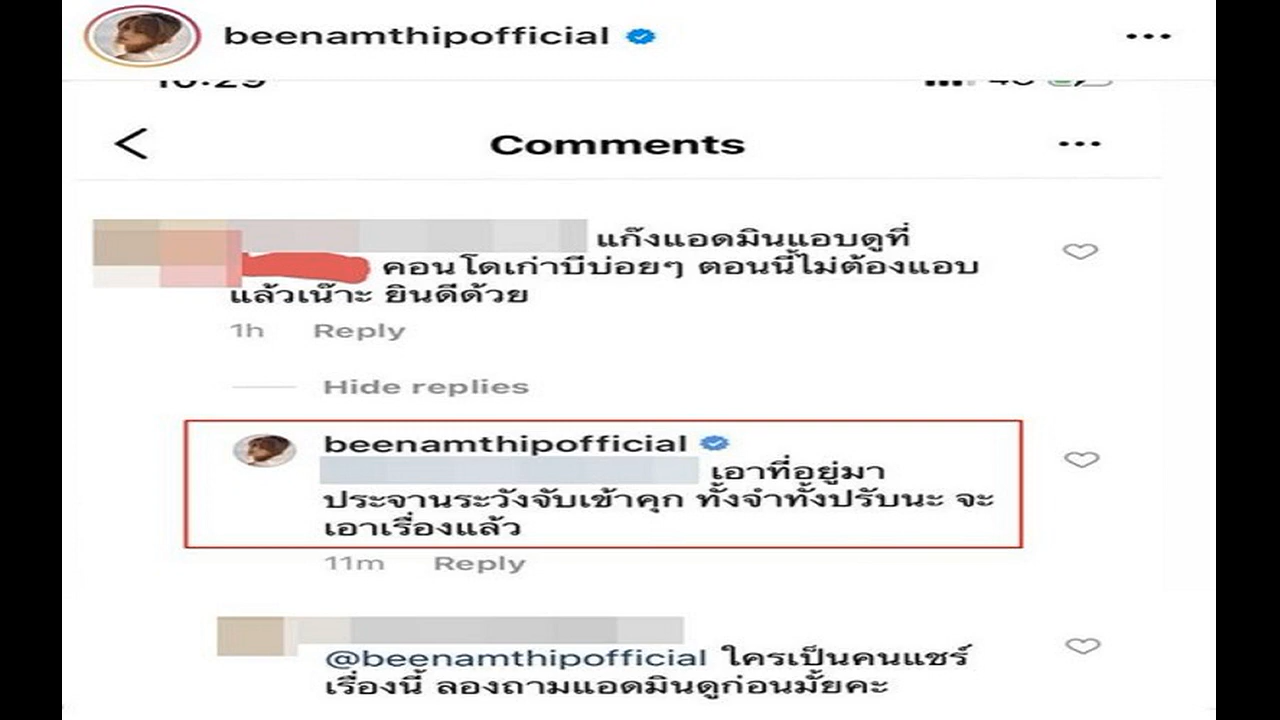 beenamthipofficial
Comments
แก๊งแอดมินแอบดูที่
คอนโดเก่าบีบ่อยๆ ตอนนี้ไม่ต้องแอบ
แล้วเน๊าะ ยินดีด้วย
1h Reply
Hide replies
beenamthipofficial
เอาที่อยู่มา
ประจานระวังจับเข้าคุก ทั้งจำทั้งปรับนะ จะ
เอาเรื่องแล้ว
11m Reply
@beenamthipofficial ใครเป็นคนแชร์
เรื่องนี้ ลองถามแอดมินดูก่อนมั้ยคะ